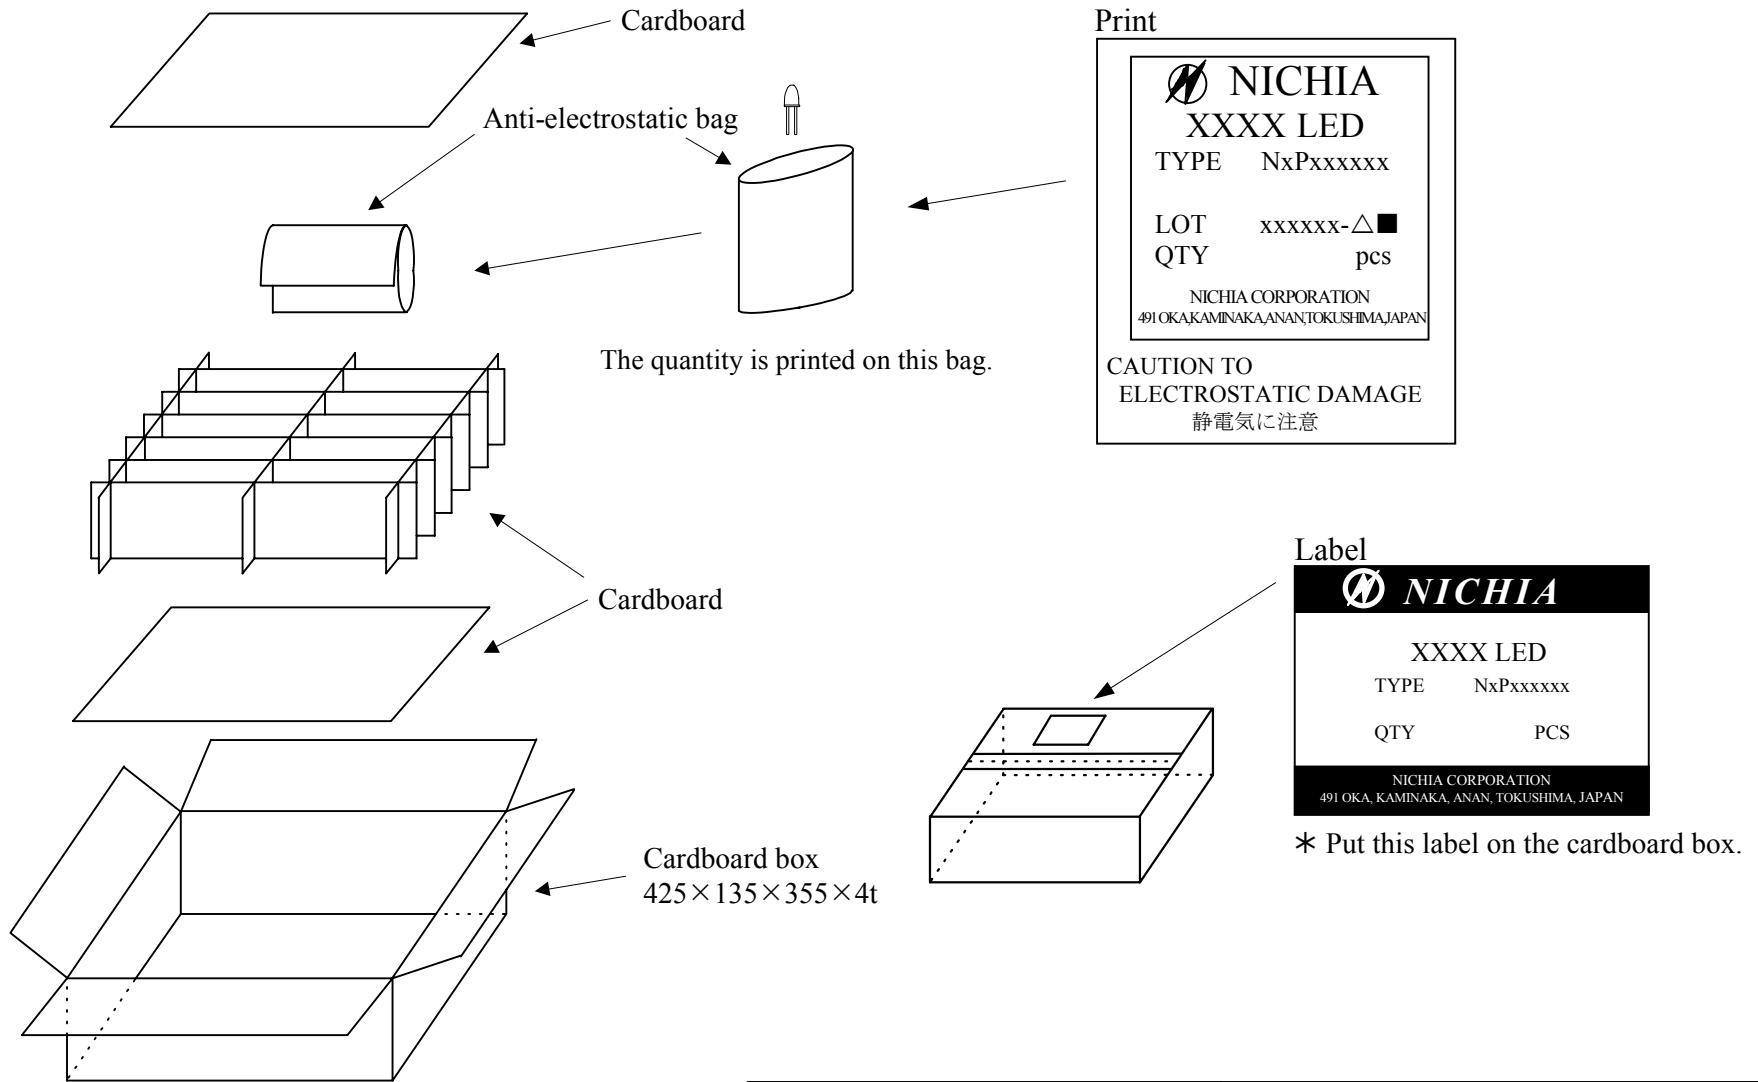 Cardboard
Anti-electrostatic bag
The quantity is printed on this bag.
Print
NICHIA
XXXX LED
TYPE NxPxxxxxx
LOT xxxxxx-△■
QTY pcs
NICHIA CORPORATION
491 OKA,KAMINAKA,ANAN,TOKUSHIMA,JAPAN
CAUTION TO
ELECTROSTATIC DAMAGE
静電気に注意
Cardboard
Cardboard box
425×135×355×4t
Label
NICHIA
XXXX LED
TYPE NxPxxxxxx
QTY PCS
NICHIA CORPORATION
491 OKA, KAMINAKA, ANAN, TOKUSHIMA, JAPAN
＊ Put this label on the cardboard box.